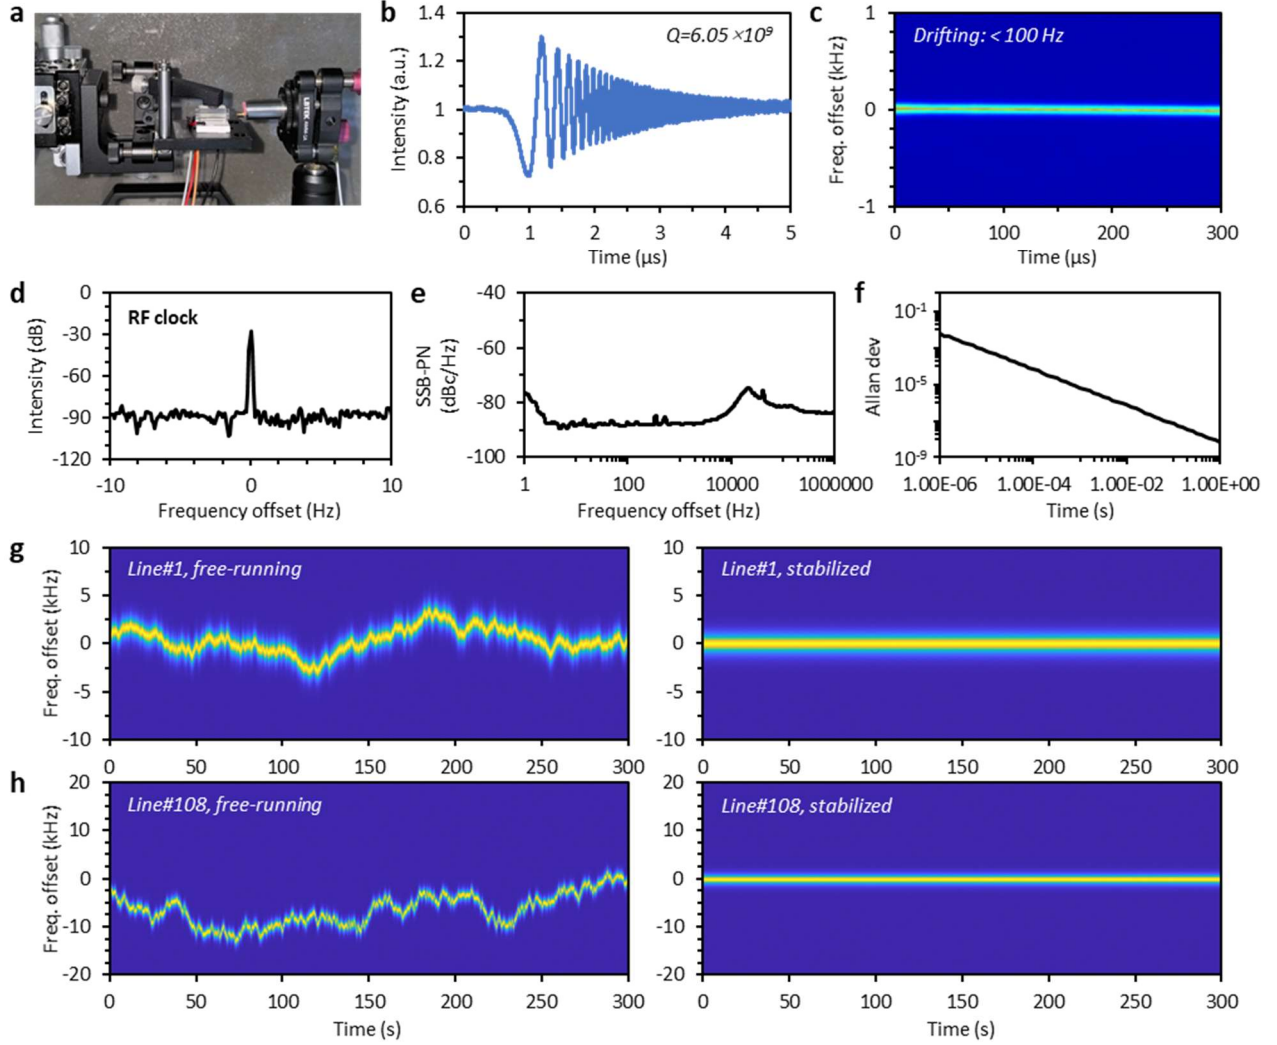 a
b
c
1.4
1.2
1
0.8
0.6
Intensity (a.u.)
Q=6.05 ×10⁹
0 1 2 3 4 5
Time (μs)
1
0
-1
Freq. offset (kHz)
Drifting: < 100 Hz
0 100 200 300
Time (μs)
d
e
f
0
-30
-60
-90
-120
Intensity (dB)
RF clock
-10 0 10
Frequency offset (Hz)
-40
-60
-80
-100
SSB-PN
(dBc/Hz)
1 100 10000 1000000
Frequency offset (Hz)
10⁻¹
10⁻⁵
10⁻⁹
Allan dev
1.00E-06 1.00E-04 1.00E-02 1.00E+00
Time (s)
g
10
5
0
-5
-10
Freq. offset (kHz)
Line#1, free-running
0 50 100 150 200 250 300
10
5
0
-5
-10
Line#1, stabilized
0 50 100 150 200 250 300
h
20
10
0
-10
-20
Freq. offset (kHz)
Line#108, free-running
0 50 100 150 200 250 300
Time (s)
20
10
0
-10
-20
Line#108, stabilized
0 50 100 150 200 250 300
Time (s)